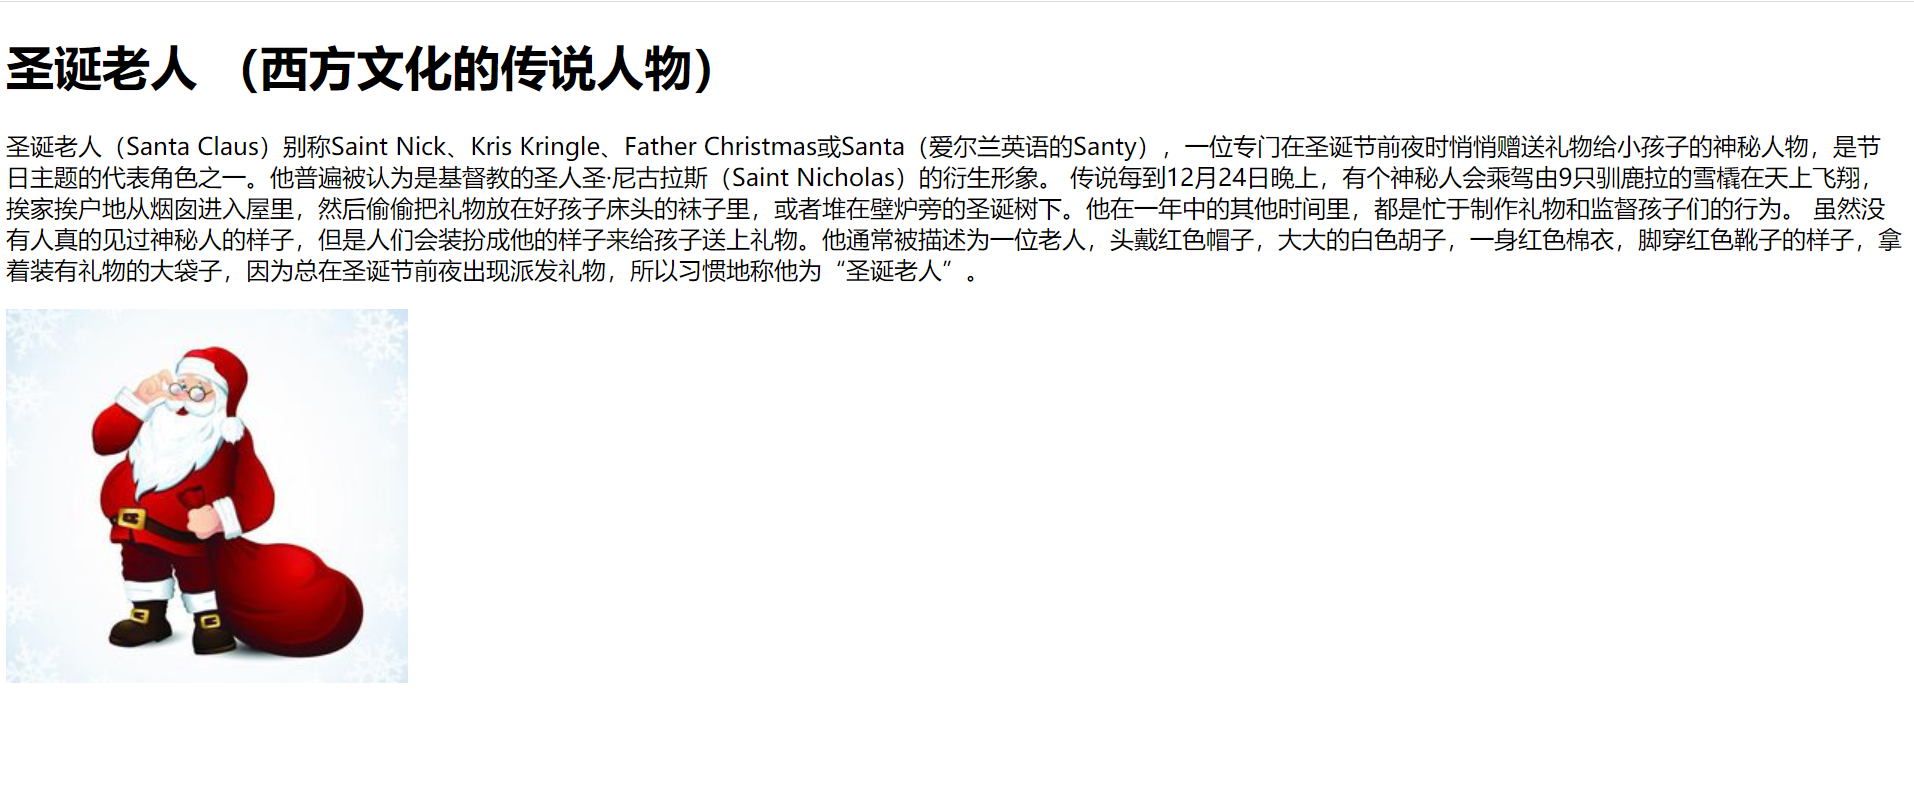 圣诞老人 （西方文化的传说人物）
圣诞老人（Santa Claus）别称Saint Nick、Kris Kringle、Father Christmas或Santa（爱尔兰英语的Santy），一位专门在圣诞节前夜时悄悄赠送礼物给小孩子的神秘人物，是节
日主题的代表角色之一。他普遍被认为是基督教的圣人圣·尼古拉斯（Saint Nicholas）的衍生形象。 传说每到12月24日晚上，有个神秘人会乘驾由9只驯鹿拉的雪橇在天上飞翔，
挨家挨户地从烟囱进入屋里，然后偷偷把礼物放在好孩子床头的袜子里，或者堆在壁炉旁的圣诞树下。他在一年中的其他时间里，都是忙于制作礼物和监督孩子们的行为。 虽然没
有人真的见过神秘人的样子，但是人们会装扮成他的样子来给孩子送上礼物。他通常被描述为一位老人，头戴红色帽子，大大的白色胡子，一身红色棉衣，脚穿红色靴子的样子，拿
着装有礼物的大袋子，因为总在圣诞节前夜出现派发礼物，所以习惯地称他为“圣诞老人”。